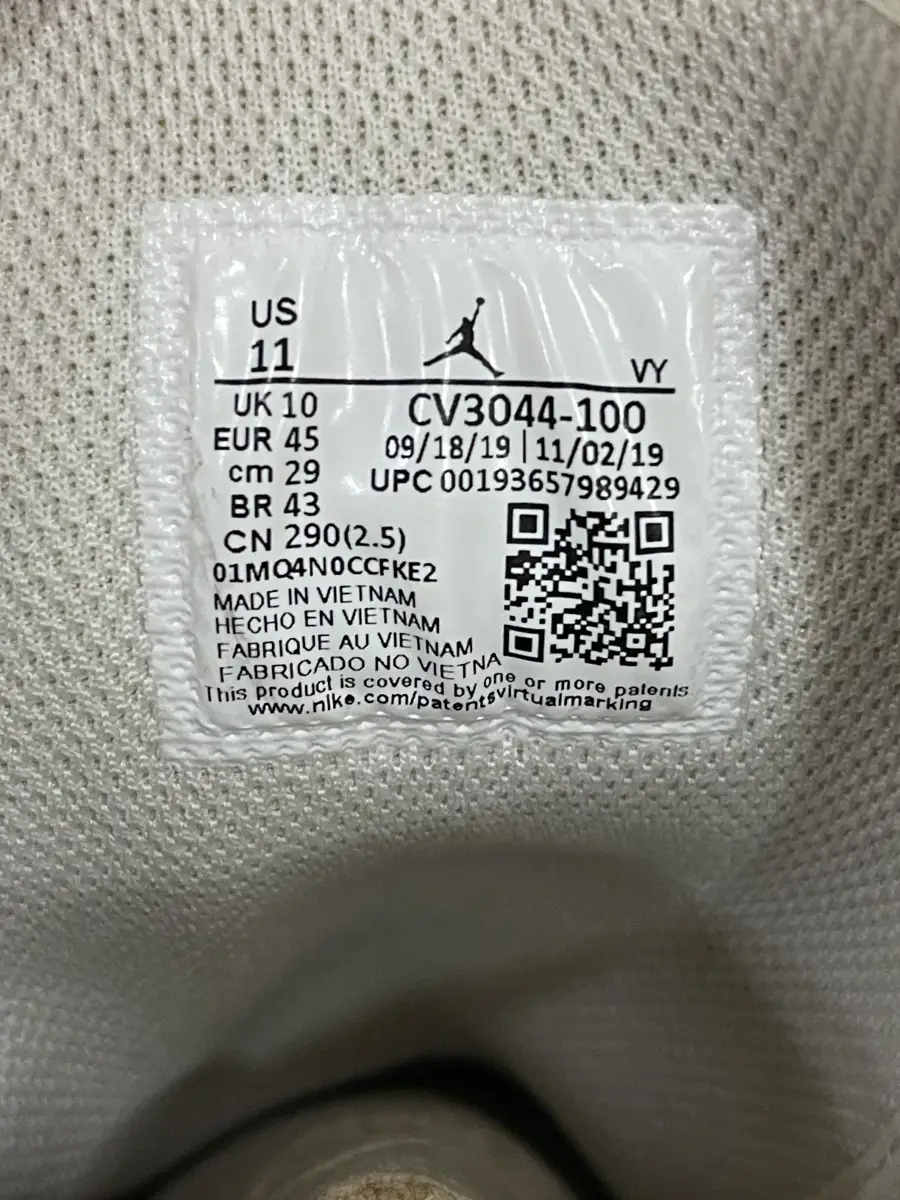 US
11
VY
UK 10
EUR 45
cm 29
BR 43
CN 290(2.5)
CV3044-100
09/18/19 | 11/02/19
UPC 00193657989429
01MQ4N0CCFKE2
MADE IN VIETNAM
HECHO EN VIETNAM
FABRIQUE AU VIETNAM
FABRICADO NO VIETNA
This product is covered by one or more patents
www.nike.com/patentsvirtualmarking